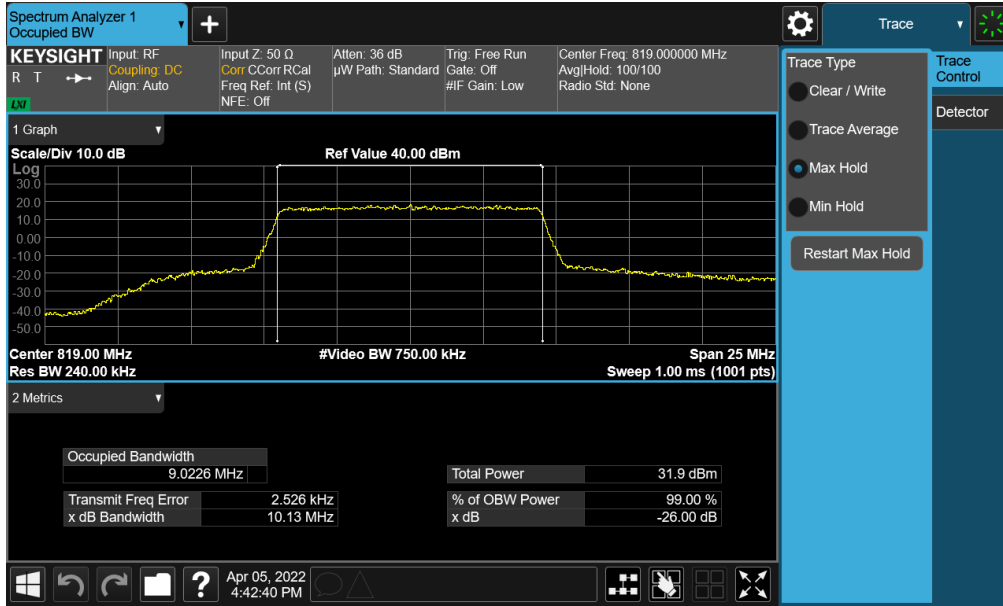 Spectrum Analyzer 1
Occupied BW
Trace
KEYSIGHT
R T
LXI
Input: RF
Coupling: DC
Align: Auto
Input Z: 50 Ω
Corr CCorr RCal
Freq Ref: Int (S)
NFE: Off
Atten: 36 dB
µW Path: Standard
Trig: Free Run
Gate: Off
#IF Gain: Low
Center Freq: 819.000000 MHz
Avg|Hold: 100/100
Radio Std: None
Trace Type
Clear / Write
Trace Average
Max Hold
Min Hold
Restart Max Hold
Trace
Control
Detector
1 Graph
Scale/Div 10.0 dB
Ref Value 40.00 dBm
Log
30.0
20.0
10.0
0.00
-10.0
-20.0
-30.0
-40.0
-50.0
Center 819.00 MHz
#Video BW 750.00 kHz
Span 25 MHz
Res BW 240.00 kHz
Sweep 1.00 ms (1001 pts)
2 Metrics
Occupied Bandwidth
9.0226 MHz
Total Power 31.9 dBm
Transmit Freq Error 2.526 kHz
% of OBW Power 99.00 %
x dB Bandwidth 10.13 MHz
x dB -26.00 dB
?
Apr 05, 2022
4:42:40 PM